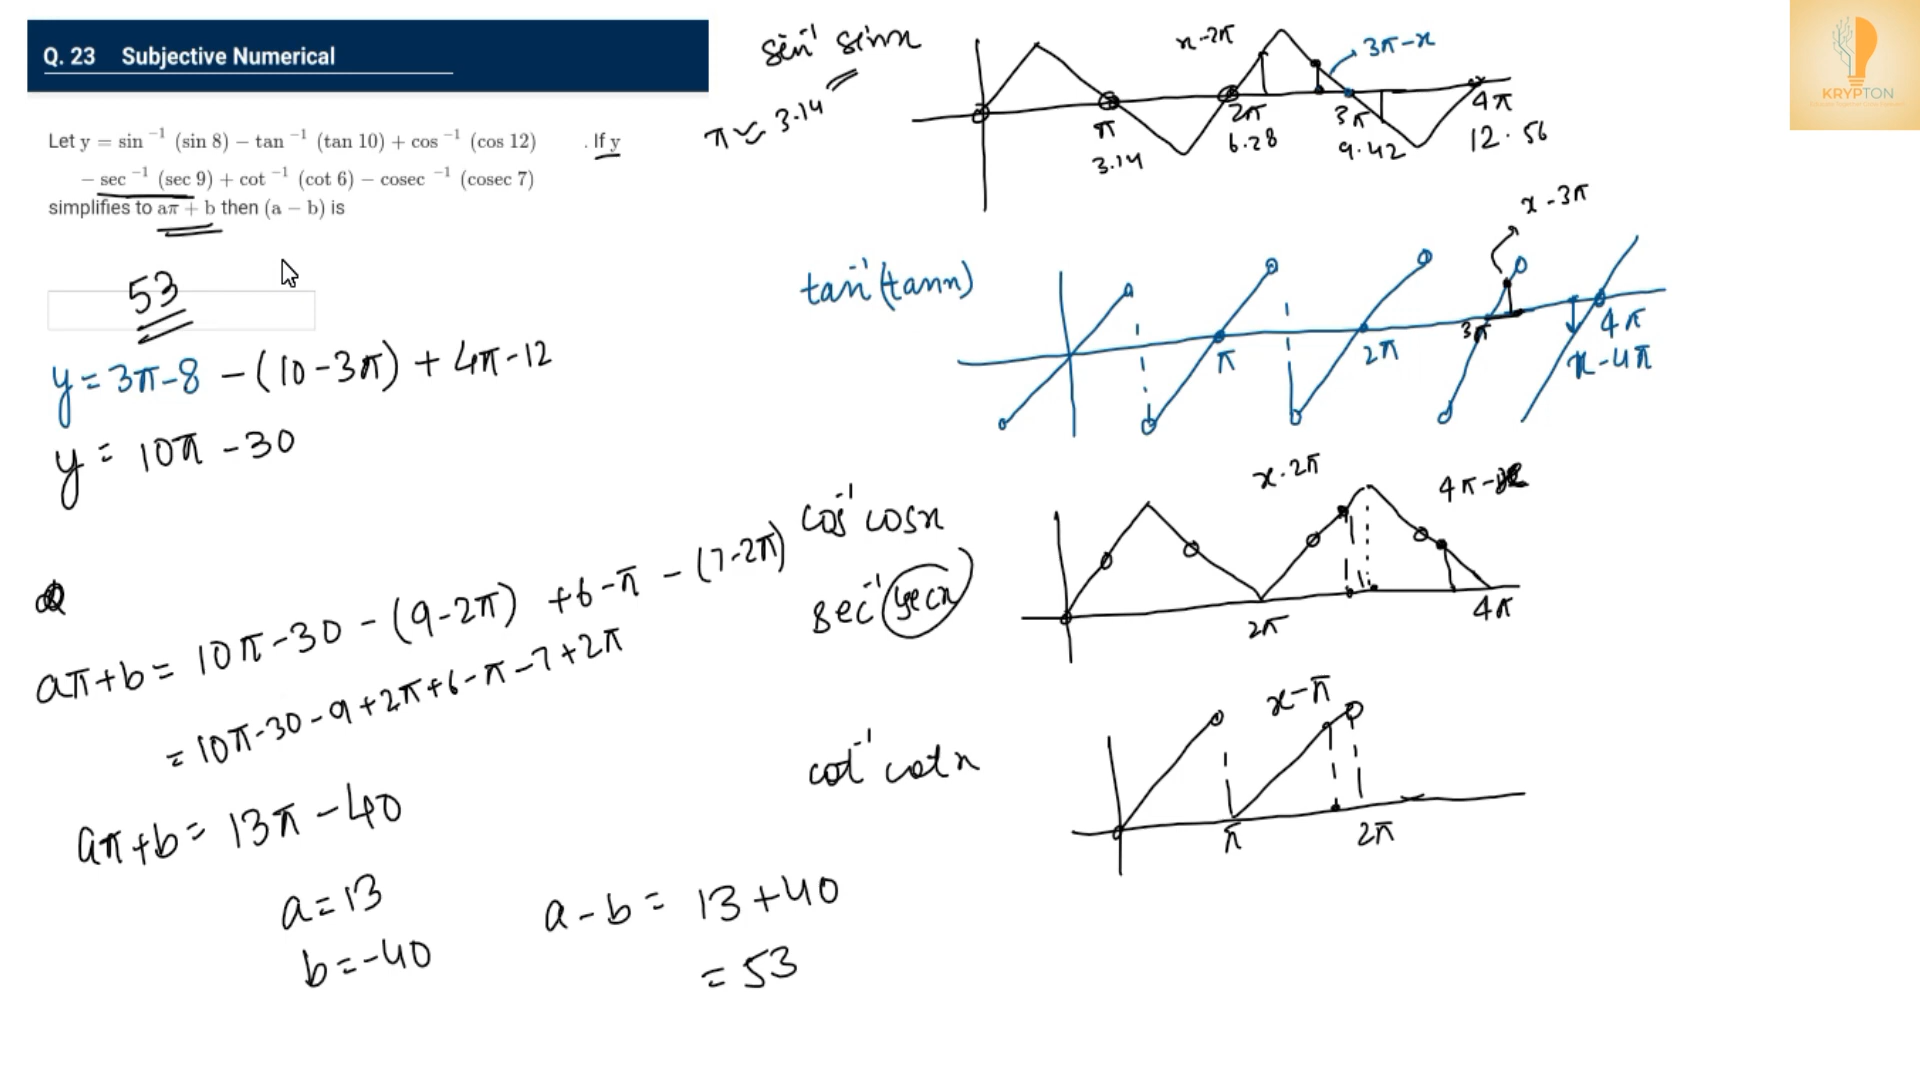 Q. 23 Subjective Numerical
Let y = sin⁻¹ (sin 8) − tan⁻¹ (tan 10) + cos⁻¹ (cos 12) . If y
− sec⁻¹ (sec 9) + cot⁻¹ (cot 6) − cosec⁻¹ (cosec 7)
simplifies to aπ + b then (a − b) is
53
y = 3π-8 - (10-3π) + 4π-12
y = 10π - 30
aπ+b = 10π-30 - (9-2π) +6-π - (7-2π)
= 10π-30-9+2π+6-π-7+2π
aπ+b = 13π - 40
a = 13
b = -40
a - b = 13+40
= 53
sin⁻¹ sinx
π ≈ 3.14
x-2π
3π-x
π
3.14
2π
6.28
3π
9.42
4π
12.56
tan⁻¹(tanx)
x-3π
π
2π
3π
4π
x-4π
cos⁻¹ cosx
sec⁻¹ (secx)
x-2π
4π-x
2π
4π
cot⁻¹ cotx
x-π
π
2π
KRYPTON